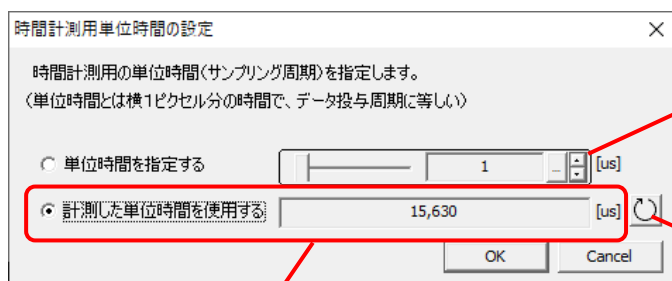 時間計測用単位時間の設定
時間計測用の単位時間(サンプリング周期)を指定します。
(単位時間とは横1ピクセル分の時間で、データ投与周期に等しい)
単位時間を指定する 1 ... [us]
計測した単位時間を使用する 15,630 [us]
OK Cancel